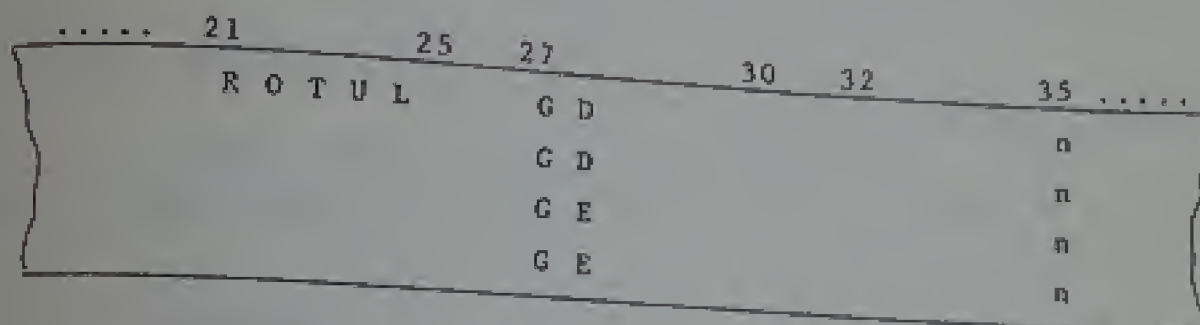 ..... 21 25 27 30 32 35 .....
R O T U L G D n
G D n
G E n
G E n